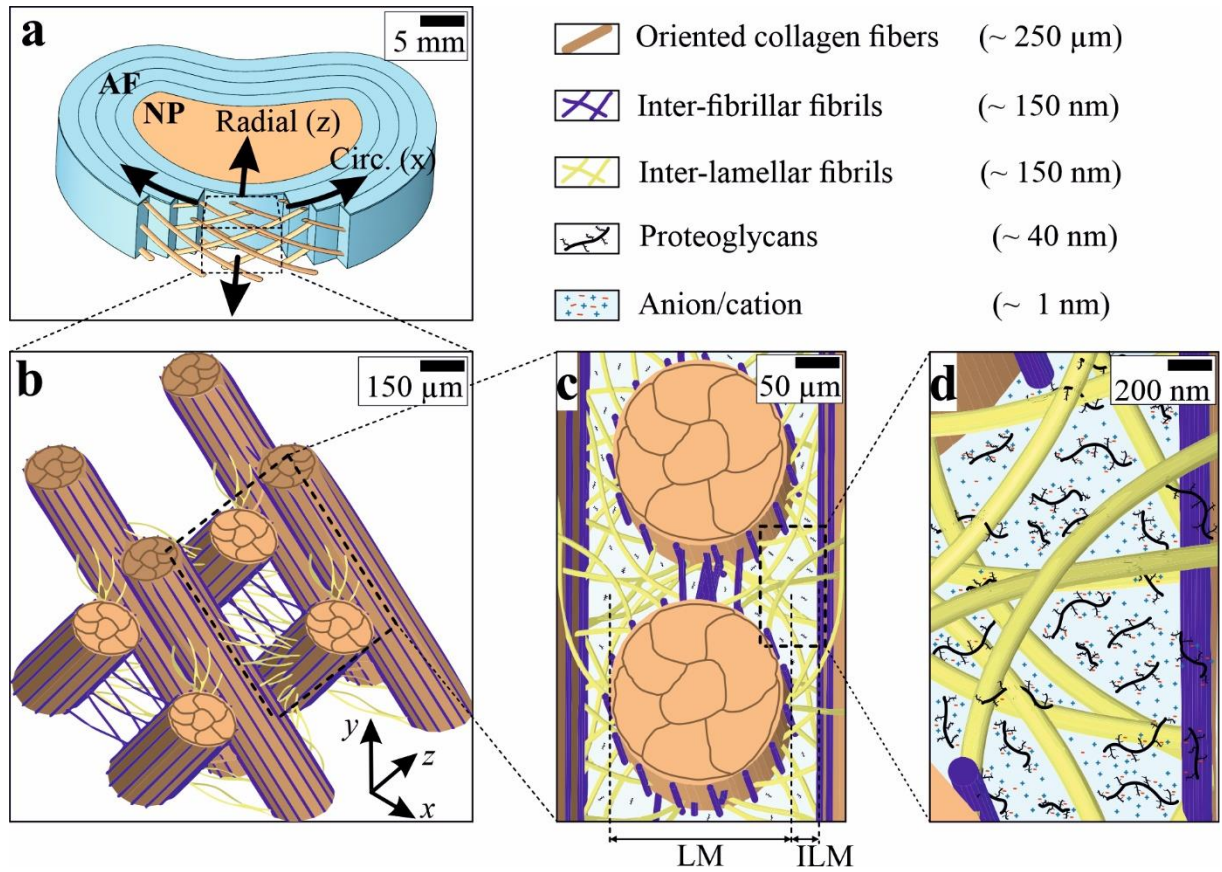 a
5 mm
AF
NP
Radial (z)
Circ. (x)
Oriented collagen fibers (~ 250 µm)
Inter-fibrillar fibrils (~ 150 nm)
Inter-lamellar fibrils (~ 150 nm)
Proteoglycans (~ 40 nm)
Anion/cation (~ 1 nm)
b
150 µm
y
z
x
c
50 µm
LM
ILM
d
200 nm